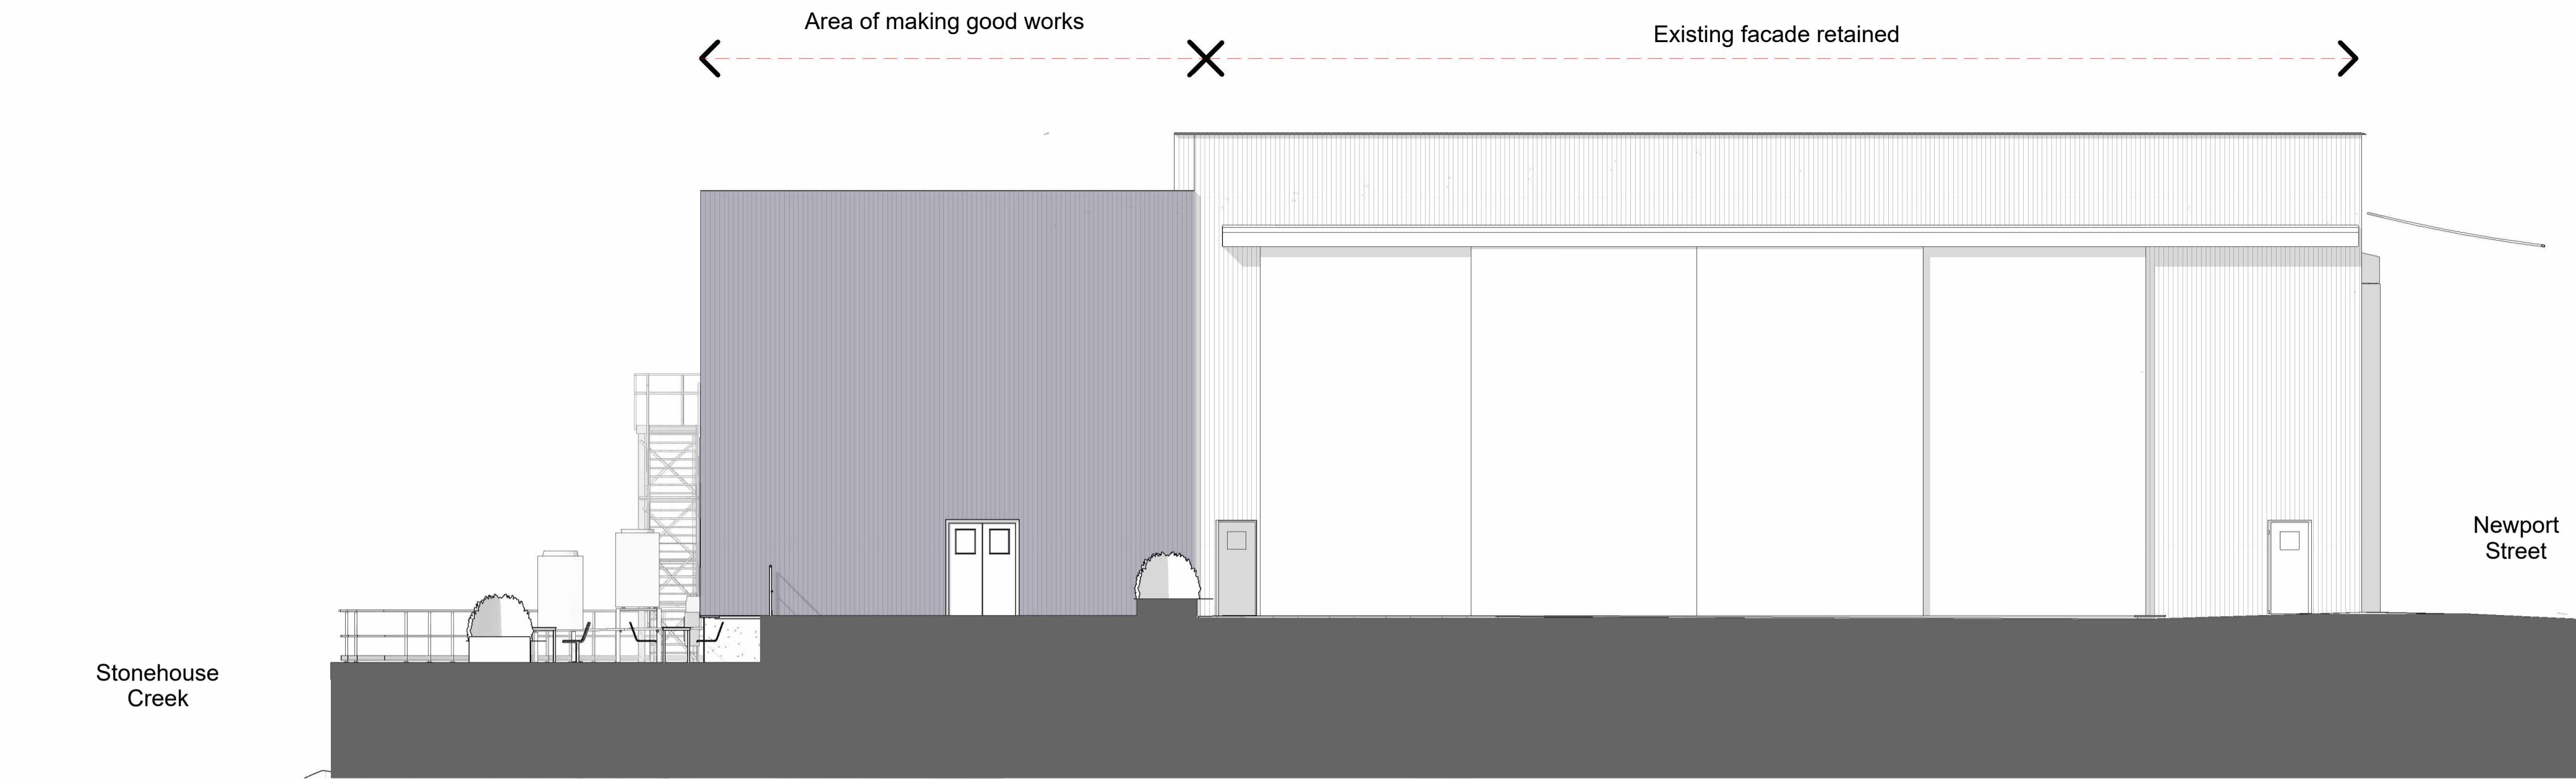 Area of making good works
Existing facade retained
Newport
Street
Stonehouse
Creek